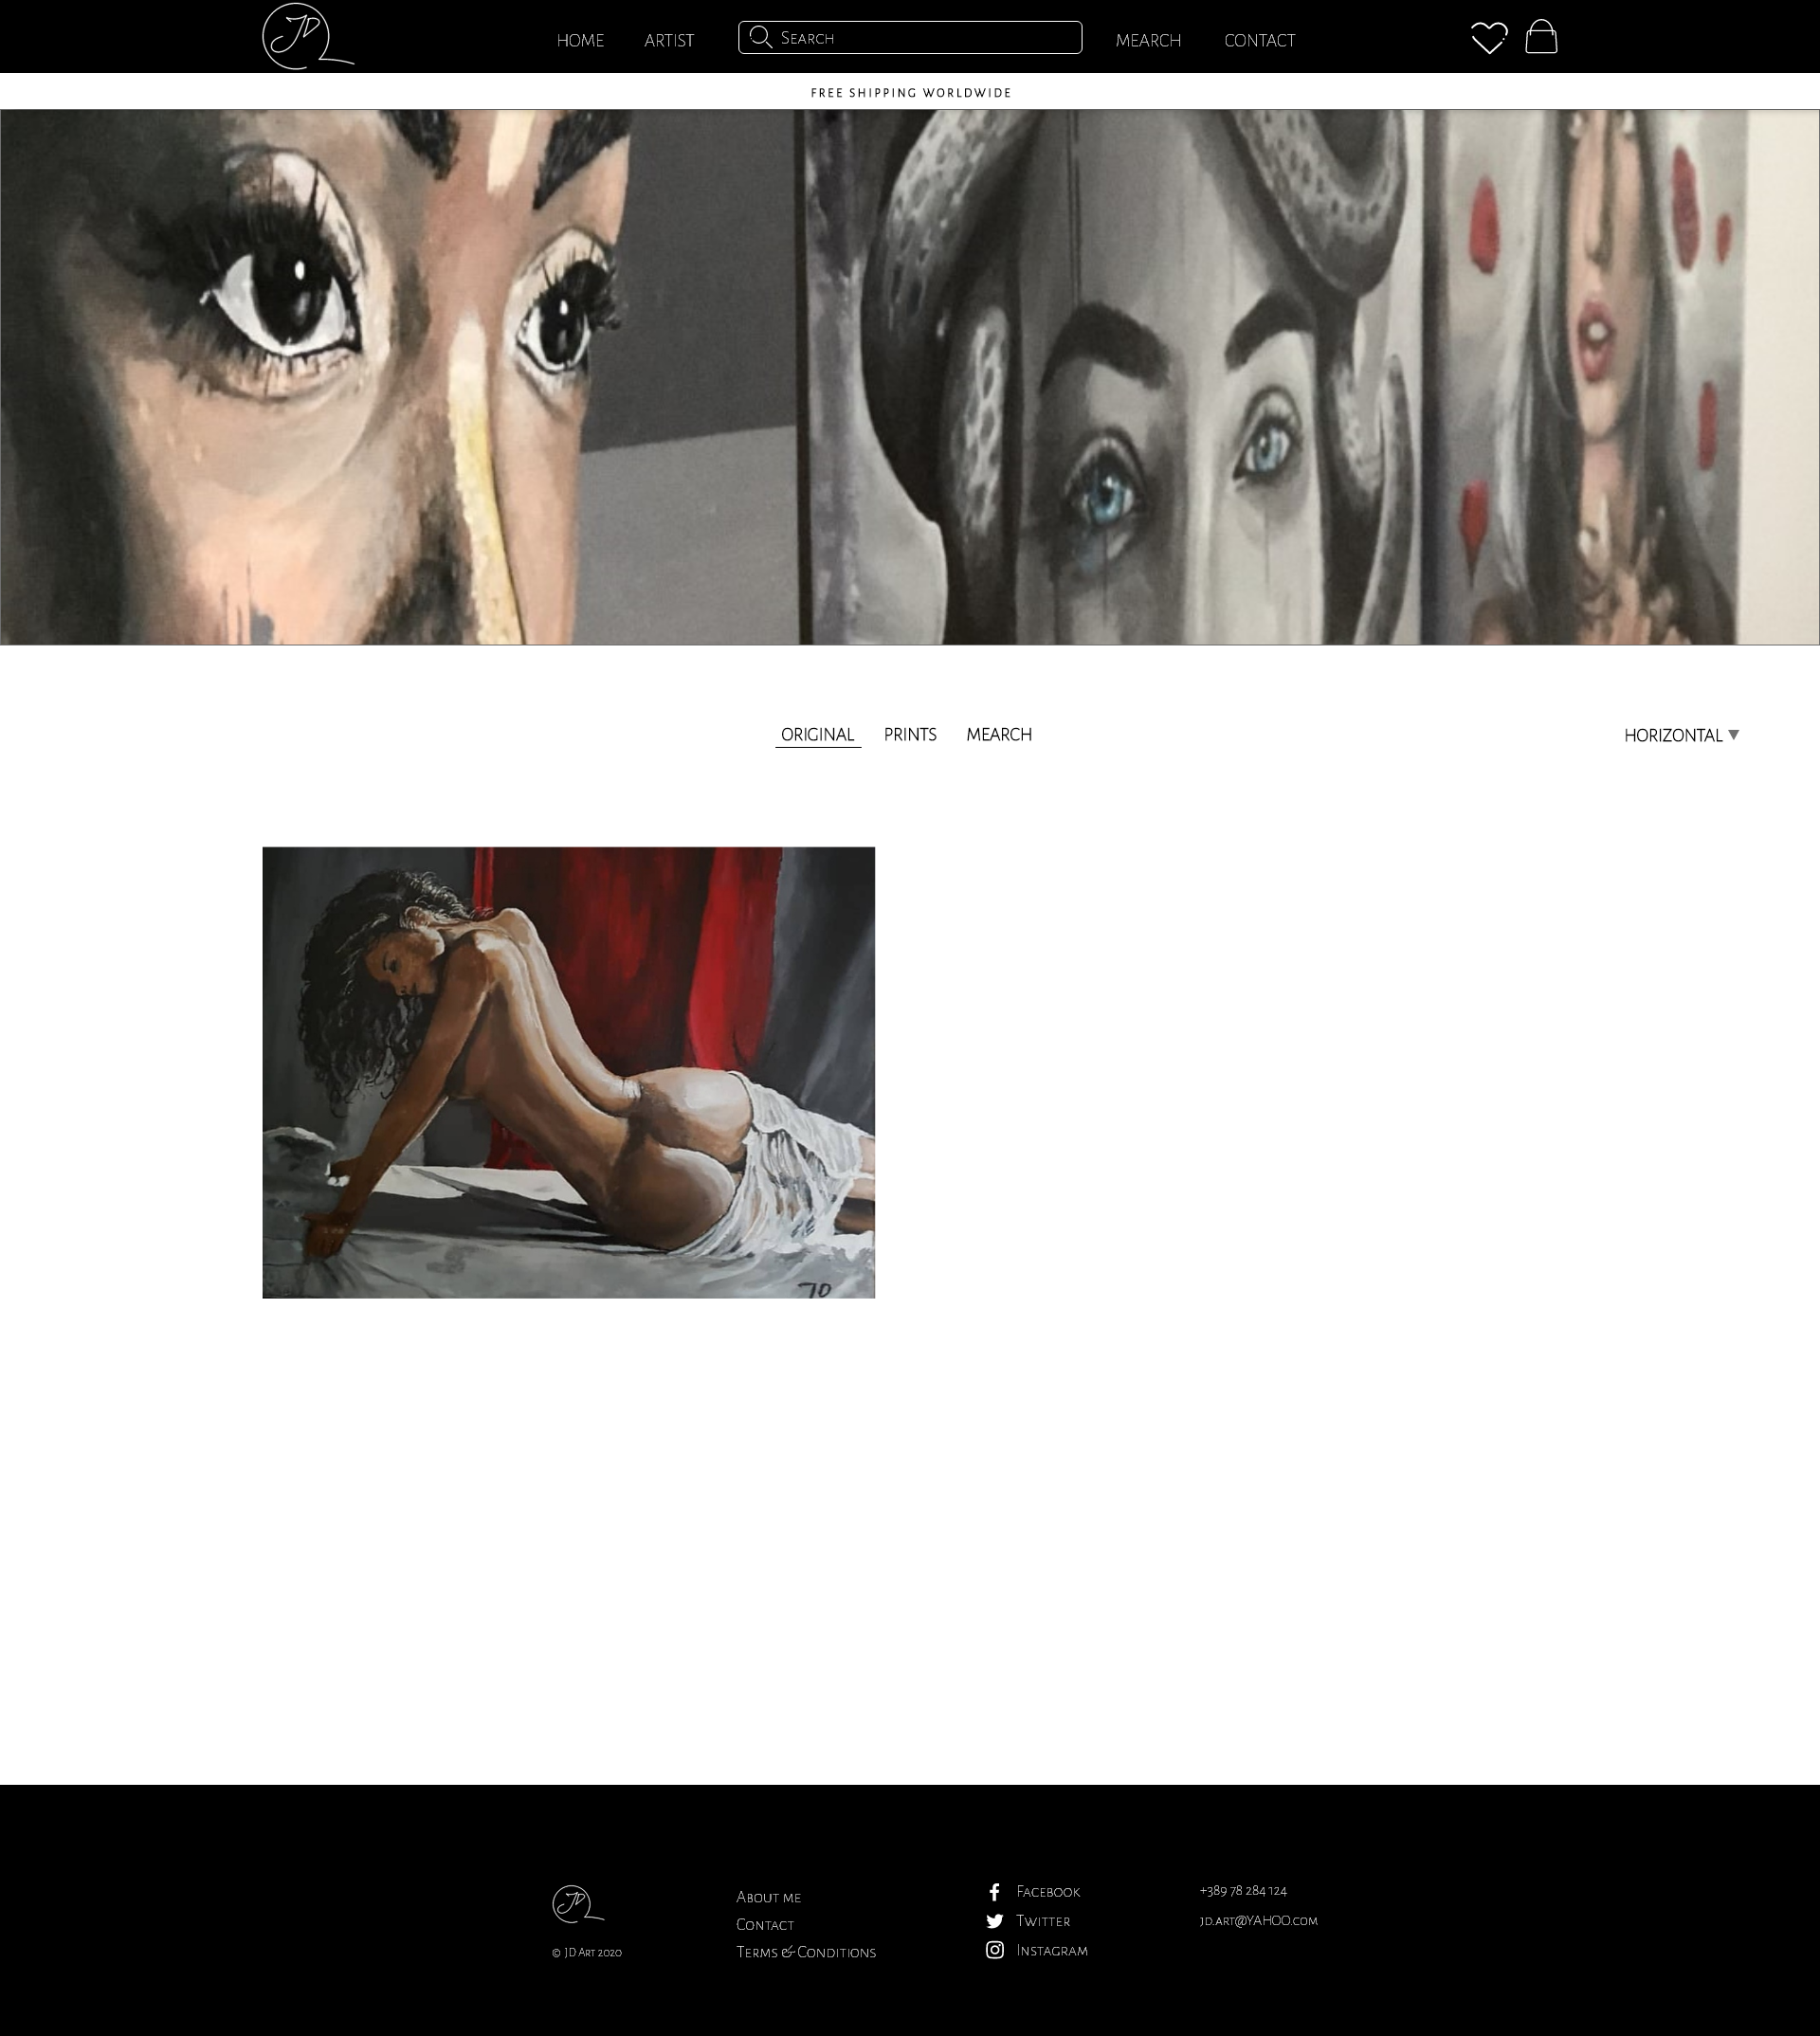 JD
HOME
ARTIST
Search
MEARCH
CONTACT
FREE SHIPPING WORLDWIDE
ORIGINAL
PRINTS
MEARCH
HORIZONTAL
JD
JD
© JD Art 2020
About me
Contact
Terms & Conditions
Facebook
Twitter
Instagram
+389 78 284 124
jd.art@YAHOO.com